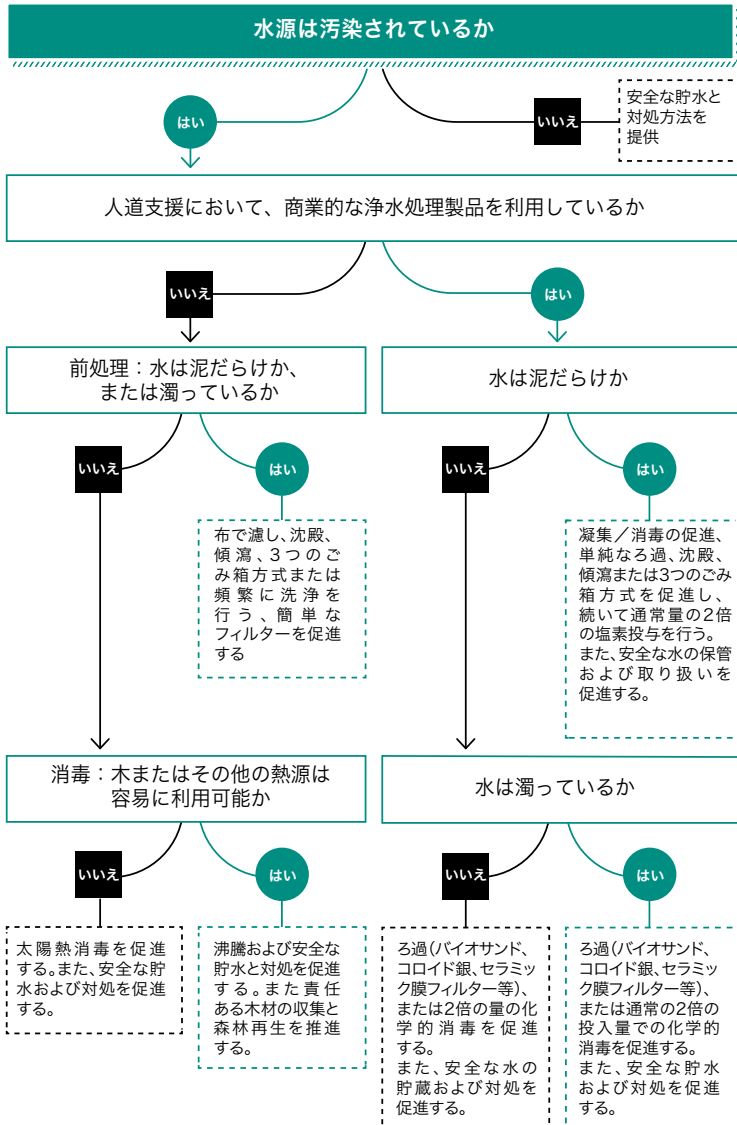 水源は汚染されているか
はい
いいえ
安全な貯水と
対処方法を
提供
人道支援において、商業的な浄水処理製品を利用しているか
いいえ
はい
前処理：水は泥だらけか、
または濁っているか
水は泥だらけか
いいえ
はい
いいえ
はい
布で濾し、沈殿、
傾瀉、3つのご
み箱方式または
頻繁に洗浄を
行う、簡単な
フィルターを促進
する
凝集／消毒の促進、
単純なろ過、沈殿、
傾瀉または3つのごみ
箱方式を促進し、
続いて通常量の2倍
の塩素投与を行う。
また、安全な水の保管
および取り扱いを
促進する。
消毒：木またはその他の熱源は
容易に利用可能か
水は濁っているか
いいえ
はい
いいえ
はい
太陽熱消毒を促進
する。また、安全な貯
水および対処を促進
する。
沸騰および安全な
貯水と対処を促進
する。また責任
ある木材の収集と
森林再生を推進
する。
ろ過（バイオサンド、
コロイド銀、セラミック
膜フィルター等）、
または2倍の量の化
学的消毒を促進
する。
また、安全な水の
貯蔵および対処を
促進する。
ろ過（バイオサンド、
コロイド銀、セラミッ
ク膜フィルター等）、
または通常の2倍の
投入量での化学的
消毒を促進する。
また、安全な貯水
および対処を促進
する。